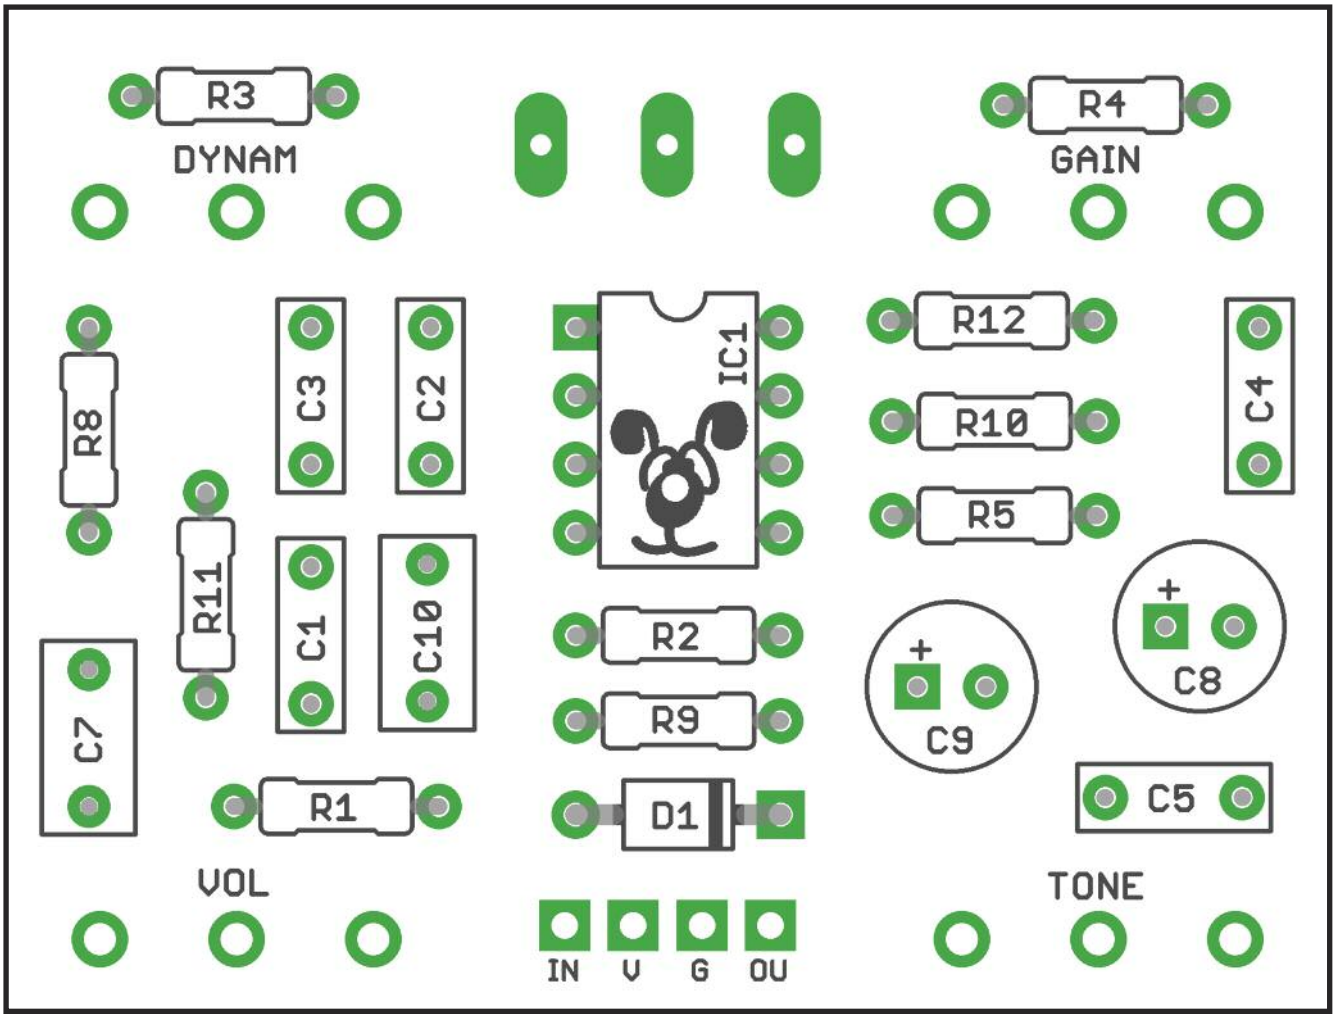 R3
R4
DYNAM
GAIN
IC1
R12
C3
C2
C4
R8
R10
R5
R11
C1
C10
R2
+
+
C8
C7
R9
C9
R1
D1
C5
VOL
TONE
IN V G OU